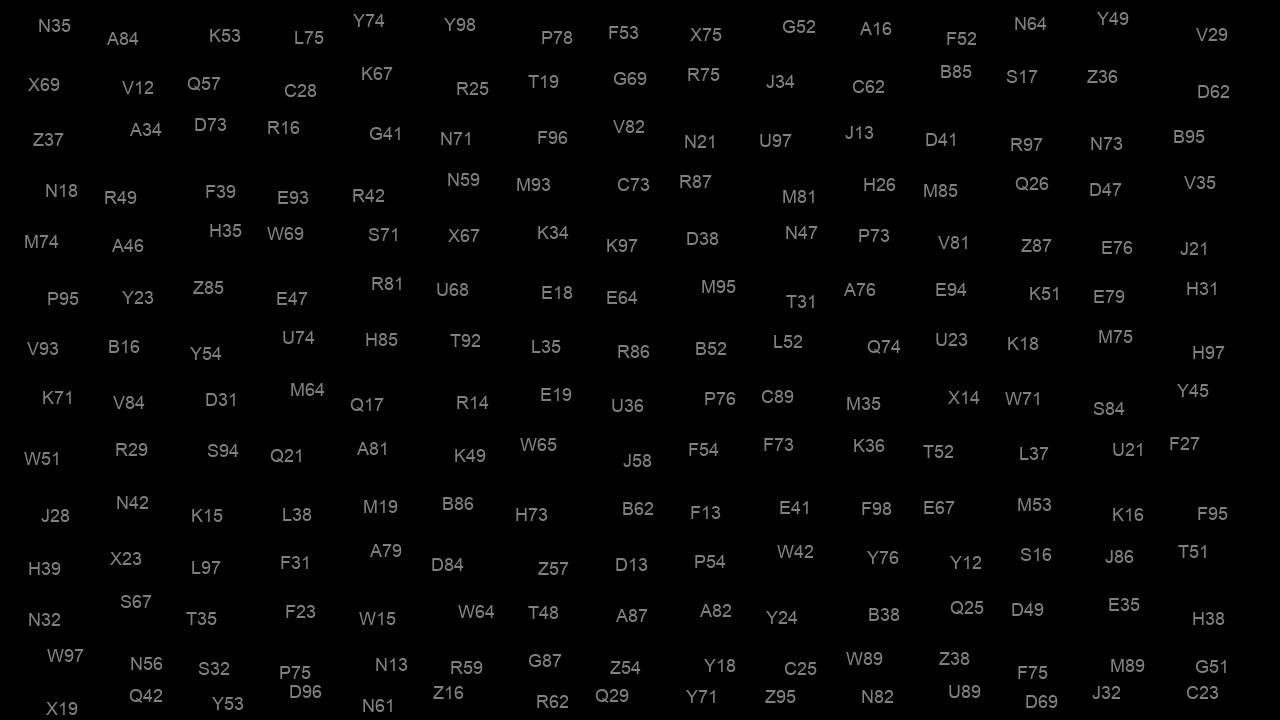 N35 A84 K53 L75 Y74 Y98 P78 F53 X75 G52 A16 F52 N64 Y49 V29
X69 V12 Q57 C28 K67 R25 T19 G69 R75 J34 C62 B85 S17 Z36 D62
Z37 A34 D73 R16 G41 N71 F96 V82 N21 U97 J13 D41 R97 N73 B95
N18 R49 F39 E93 R42 N59 M93 C73 R87 M81 H26 M85 Q26 D47 V35
M74 A46 H35 W69 S71 X67 K34 K97 D38 N47 P73 V81 Z87 E76 J21
P95 Y23 Z85 E47 R81 U68 E18 E64 M95 T31 A76 E94 K51 E79 H31
V93 B16 Y54 U74 H85 T92 L35 R86 B52 L52 Q74 U23 K18 M75 H97
K71 V84 D31 M64 Q17 R14 E19 U36 P76 C89 M35 X14 W71 S84 Y45
W51 R29 S94 Q21 A81 K49 W65 J58 F54 F73 K36 T52 L37 U21 F27
J28 N42 K15 L38 M19 B86 H73 B62 F13 E41 F98 E67 M53 K16 F95
H39 X23 L97 F31 A79 D84 Z57 D13 P54 W42 Y76 Y12 S16 J86 T51
N32 S67 T35 F23 W15 W64 T48 A87 A82 Y24 B38 Q25 D49 E35 H38
W97 N56 S32 P75 N13 R59 G87 Z54 Y18 C25 W89 Z38 F75 M89 G51
X19 Q42 Y53 D96 N61 Z16 R62 Q29 Y71 Z95 N82 U89 D69 J32 C23